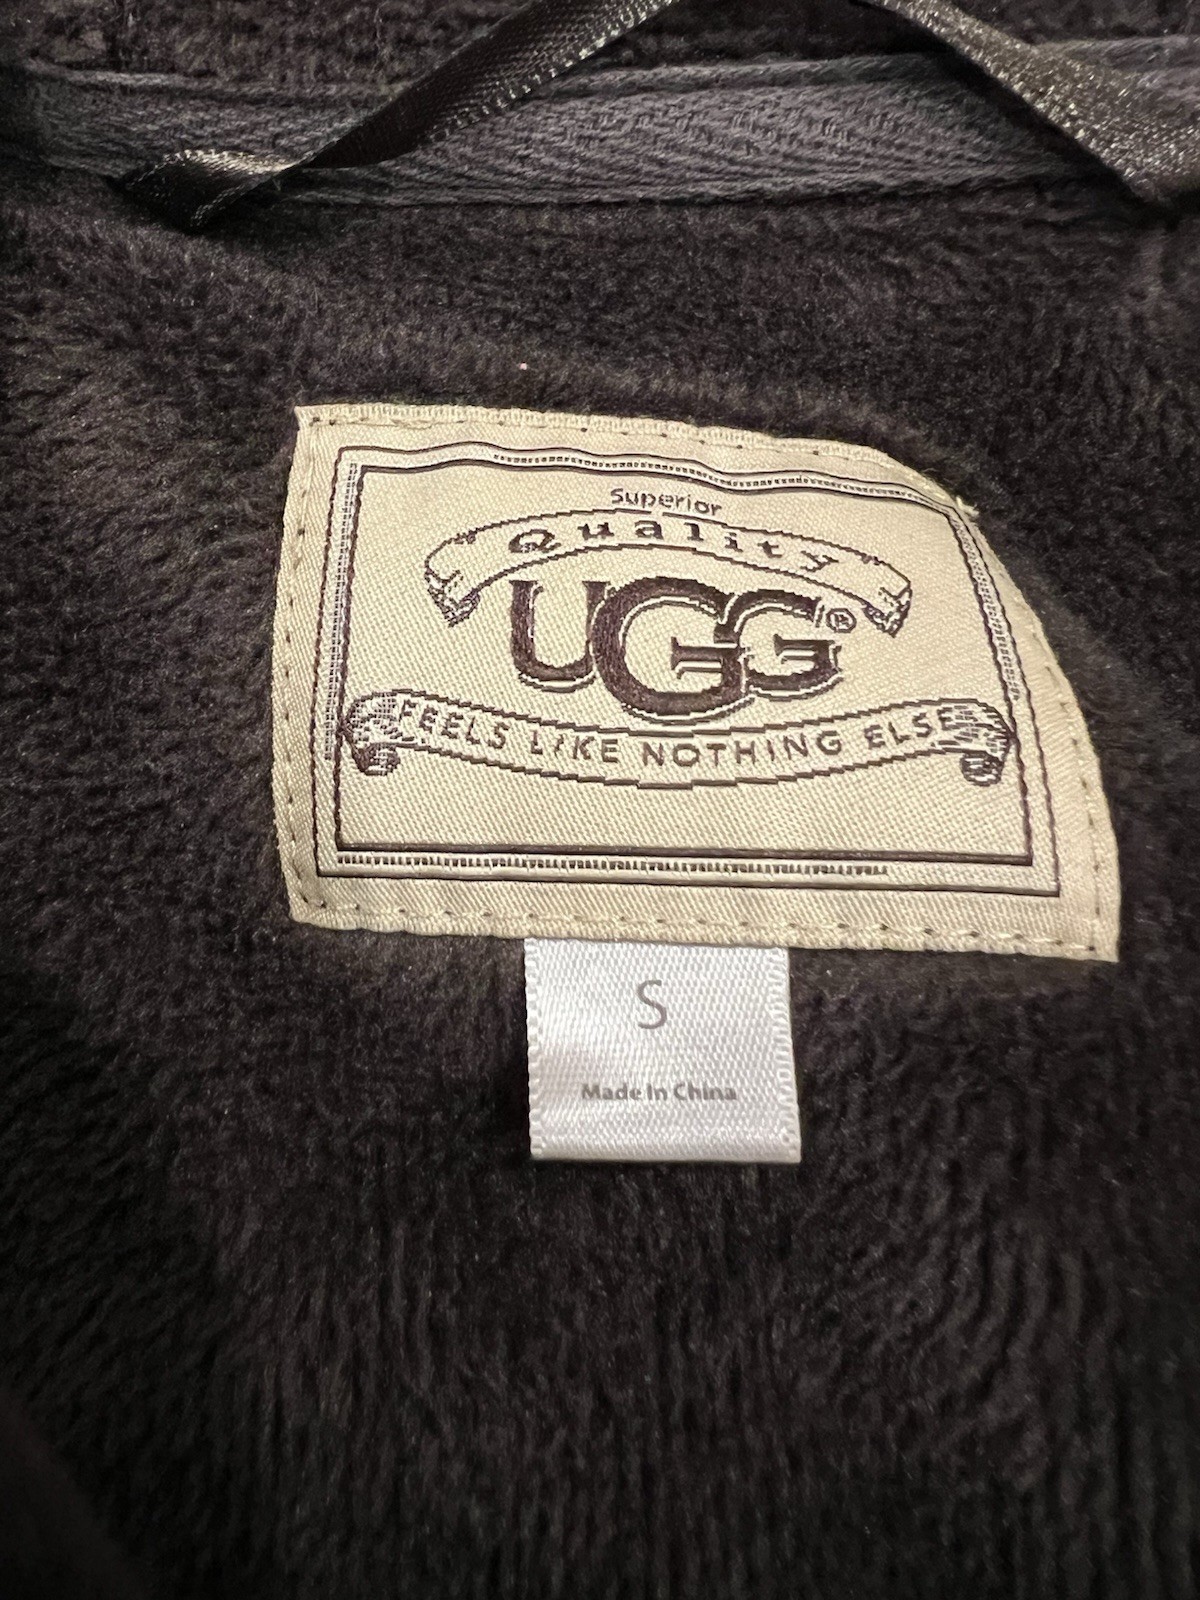 Superior
Quality
UGG®
FEELS LIKE NOTHING ELSE
S
Made In China